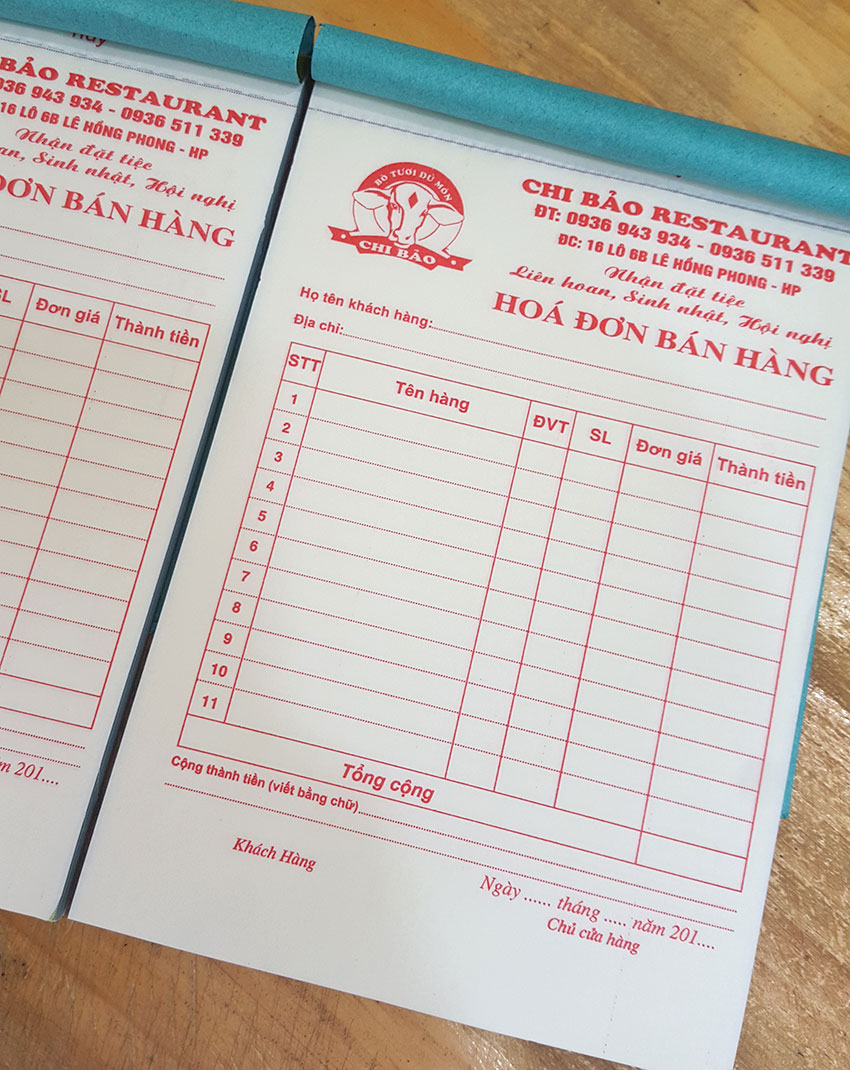 Hủy
BẢO RESTAURANT
0936 943 934 - 0936 511 339
16 LÔ 6B LÊ HỒNG PHONG - HP
Nhận đặt tiệc
Sinh nhật, Hội nghị
ĐƠN BÁN HÀNG
SL Đơn giá Thành tiền
201....
BÒ TƯƠI ĐỦ MÓN
CHI BẢO
CHI BẢO RESTAURANT
ĐT: 0936 943 934 - 0936 511 339
ĐC: 16 LÔ 6B LÊ HỒNG PHONG - HP
Nhận đặt tiệc
Liên hoan, Sinh nhật, Hội nghị
HOÁ ĐƠN BÁN HÀNG
Họ tên khách hàng:
Địa chỉ:
STT Tên hàng ĐVT SL Đơn giá Thành tiền
1
2
3
4
5
6
7
8
9
10
11
Tổng cộng
Cộng thành tiền (viết bằng chữ)
Ngày ...... tháng ..... năm 201....
Khách Hàng Chủ cửa hàng